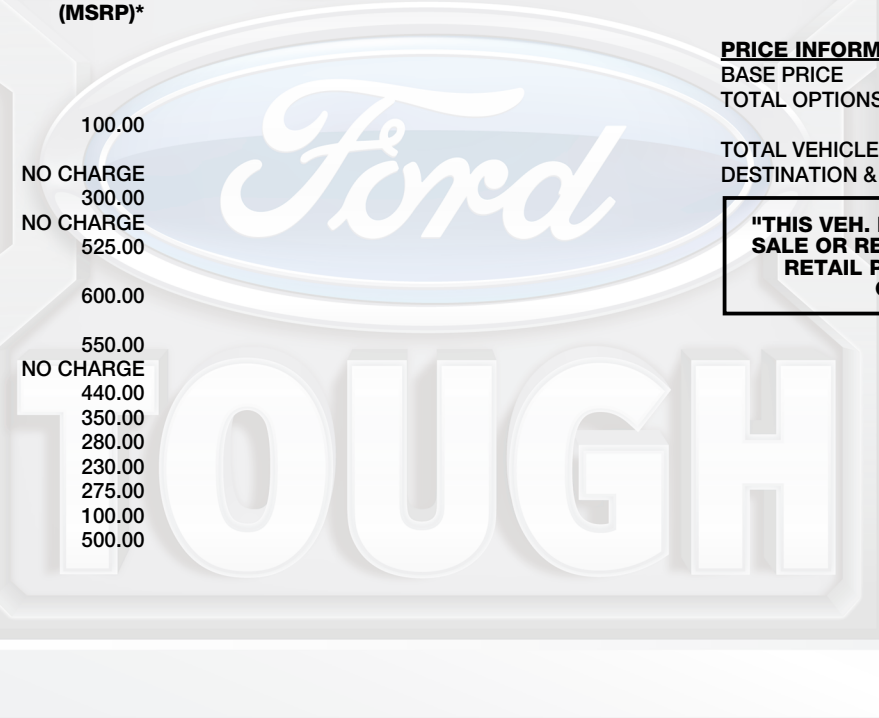 (MSRP)*
100.00
NO CHARGE
300.00
NO CHARGE
525.00
600.00
550.00
NO CHARGE
440.00
350.00
280.00
230.00
275.00
100.00
500.00
PRICE INFORM
BASE PRICE
TOTAL OPTIONS
TOTAL VEHICLE
DESTINATION &
"THIS VEH.
SALE OR RE
RETAIL P
Ford
TOUGH